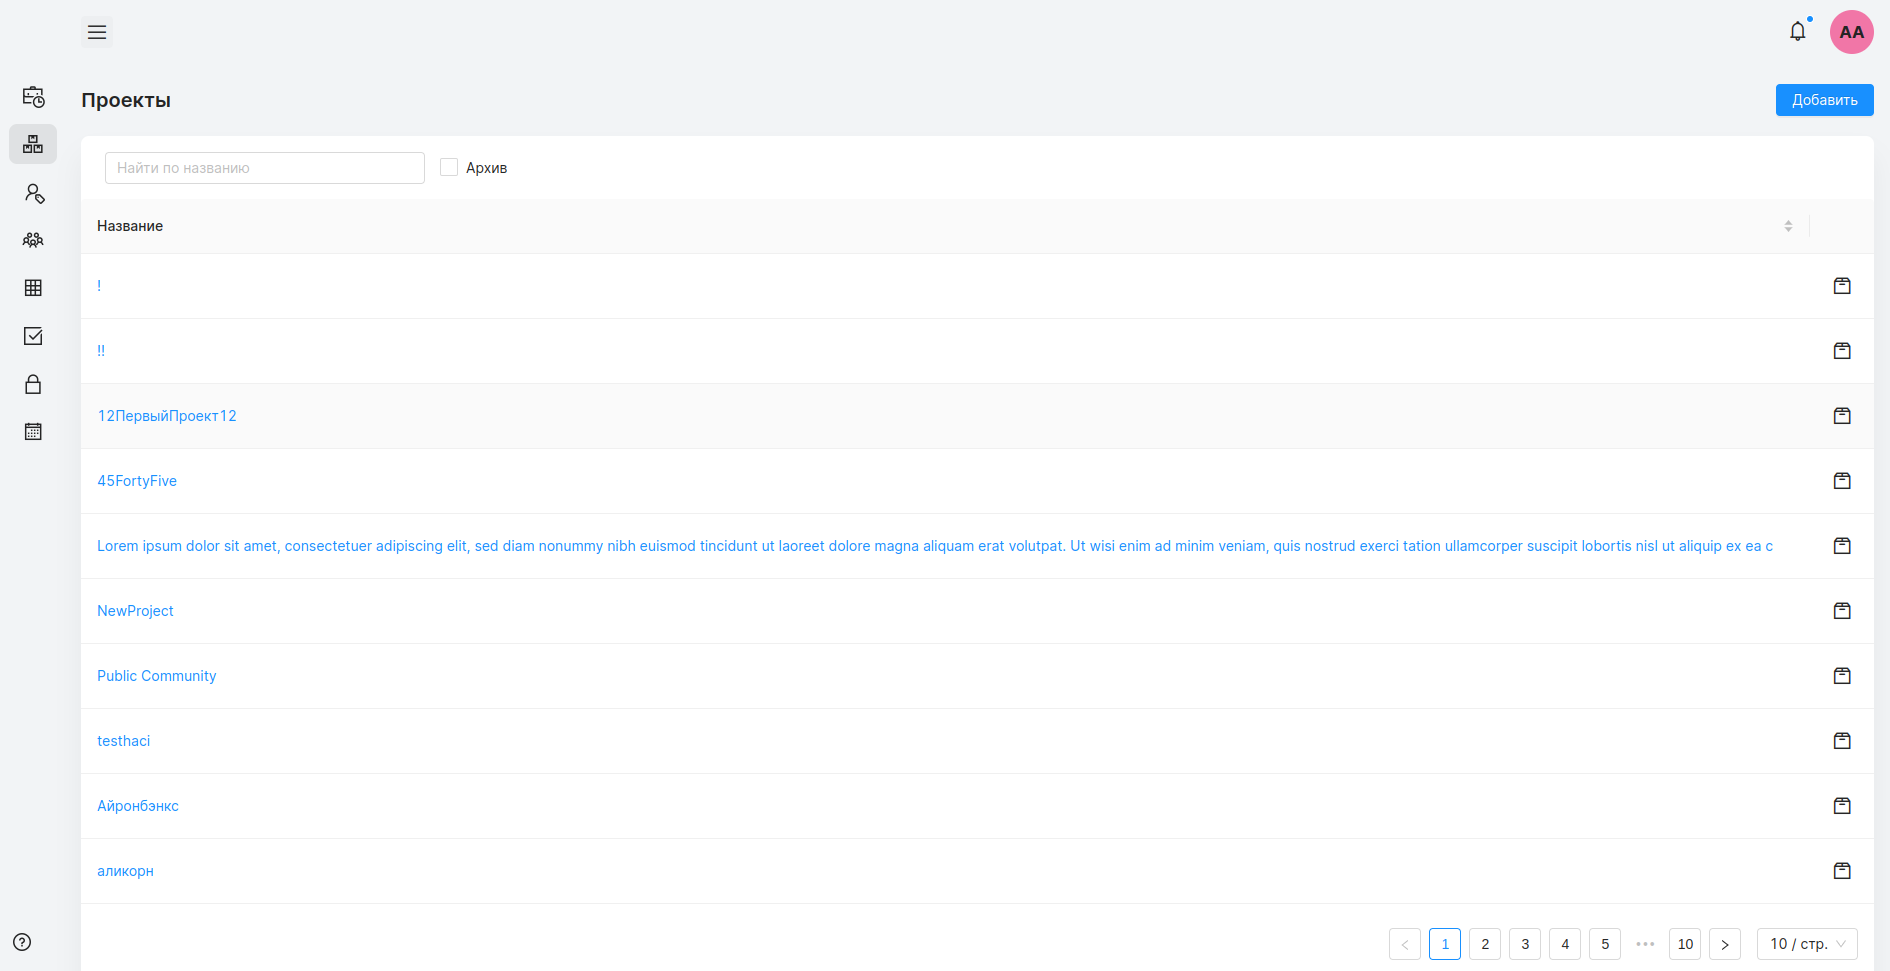 AA
Проекты
Добавить
Найти по названию
Архив
Название
!
!!
12ПервыйПроект12
45FortyFive
Lorem ipsum dolor sit amet, consectetuer adipiscing elit, sed diam nonummy nibh euismod tincidunt ut laoreet dolore magna aliquam erat volutpat. Ut wisi enim ad minim veniam, quis nostrud exerci tation ullamcorper suscipit lobortis nisl ut aliquip ex ea c
NewProject
Public Community
testhaci
Айронбэнкс
аликорн
< 1 2 3 4 5 ••• 10 > 10 / стр.